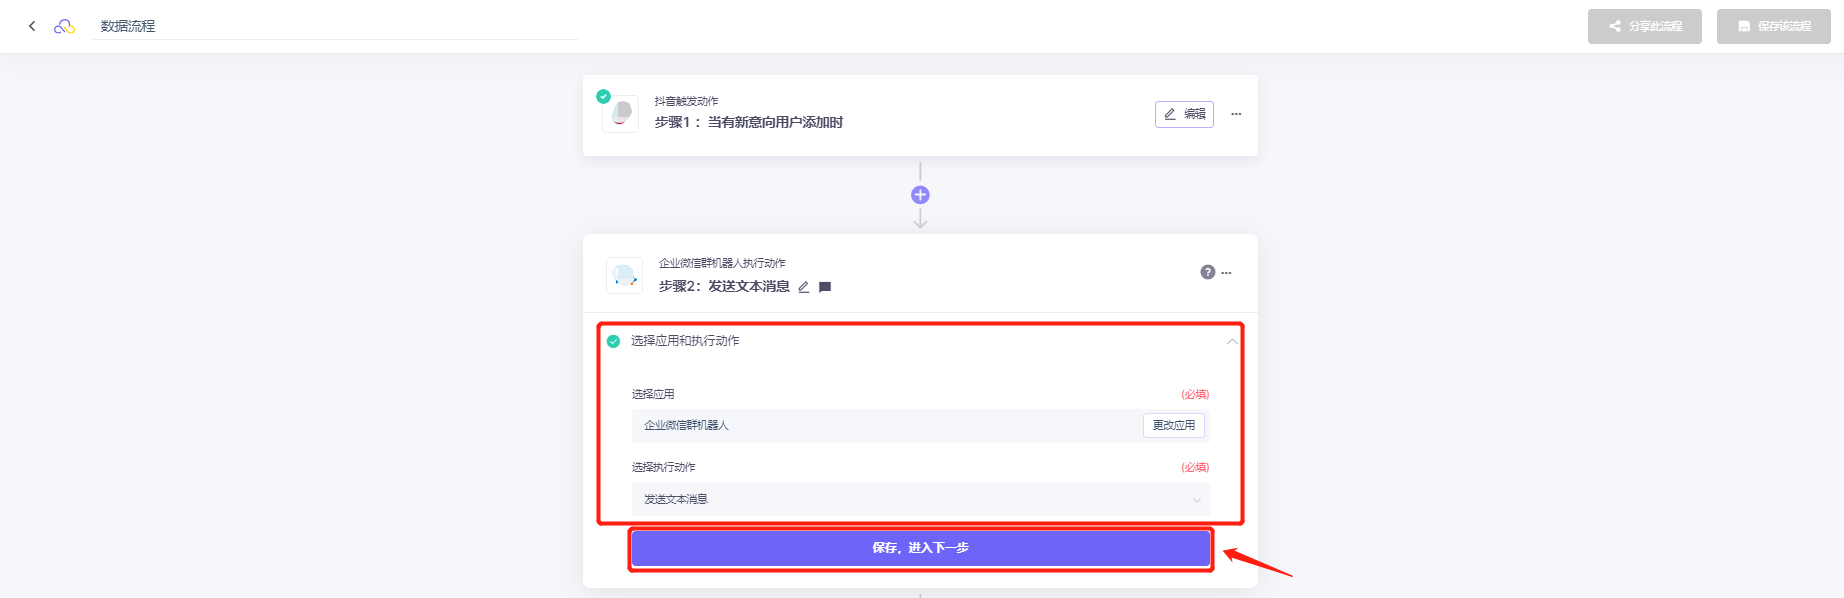 数据流程
分享此流程
保存该流程
抖音触发动作
步骤1：当有新意向用户添加时
编辑
企业微信群机器人执行动作
步骤2：发送文本消息
选择应用和执行动作
选择应用
(必填)
企业微信群机器人
更改应用
选择执行动作
(必填)
发送文本消息
保存，进入下一步